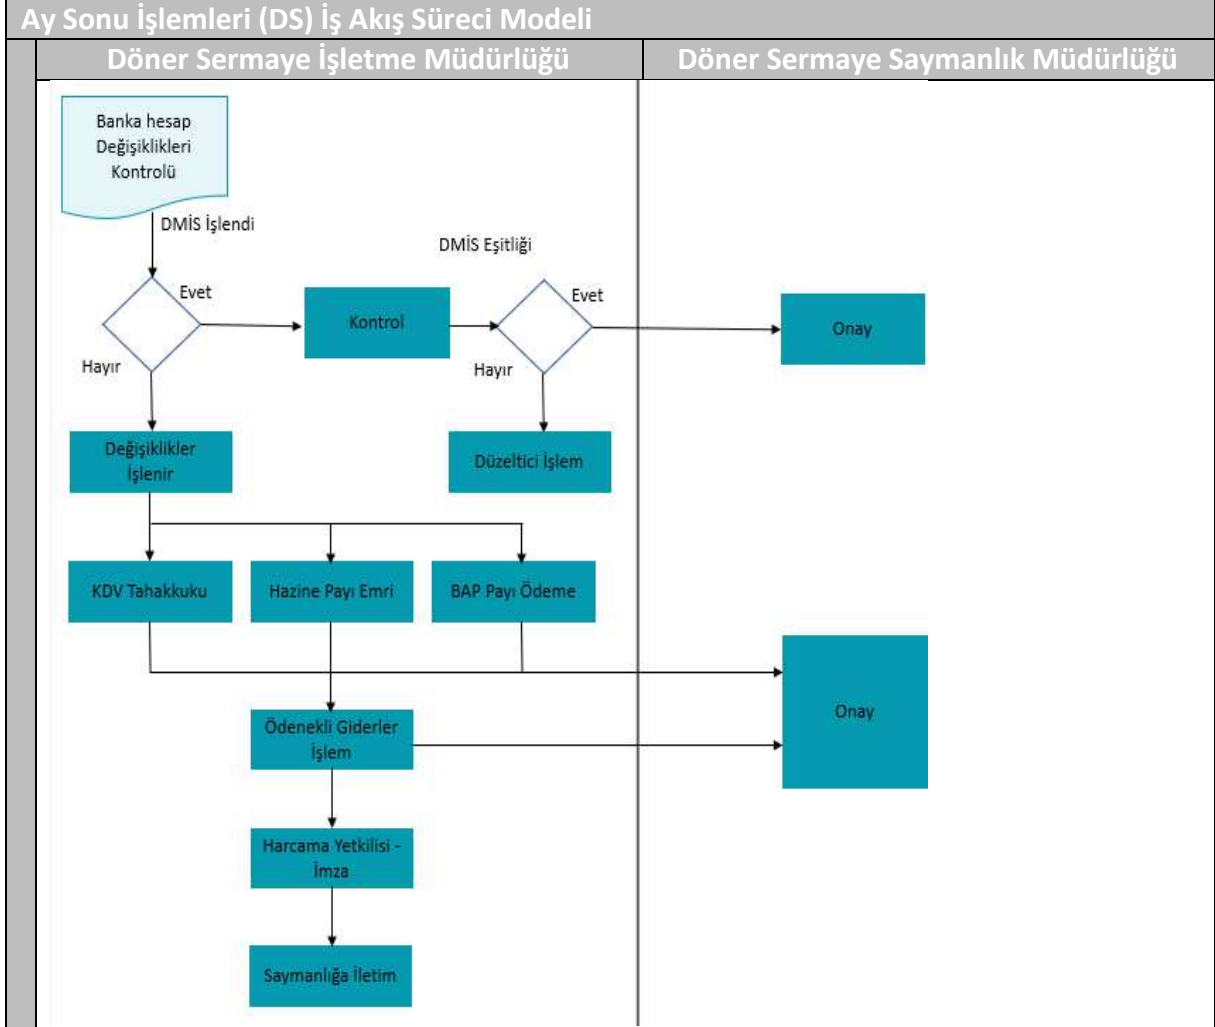 Ay Sonu İşlemleri (DS) İş Akış Süreci Modeli
Döner Sermaye İşletme Müdürlüğü
Döner Sermaye Saymanlık Müdürlüğü
Banka hesap
Değişiklikleri
Kontrolü
DMİS İşlendi
DMİS Eşitliği
Evet
Evet
Kontrol
Onay
Hayır
Hayır
Değişiklikler
İşlenir
Düzeltici İşlem
KDV Tahakkuku
Hazine Payı Emri
BAP Payı Ödeme
Onay
Ödenekli Giderler
İşlem
Harcama Yetkilisi -
İmza
Saymanlığa İletim